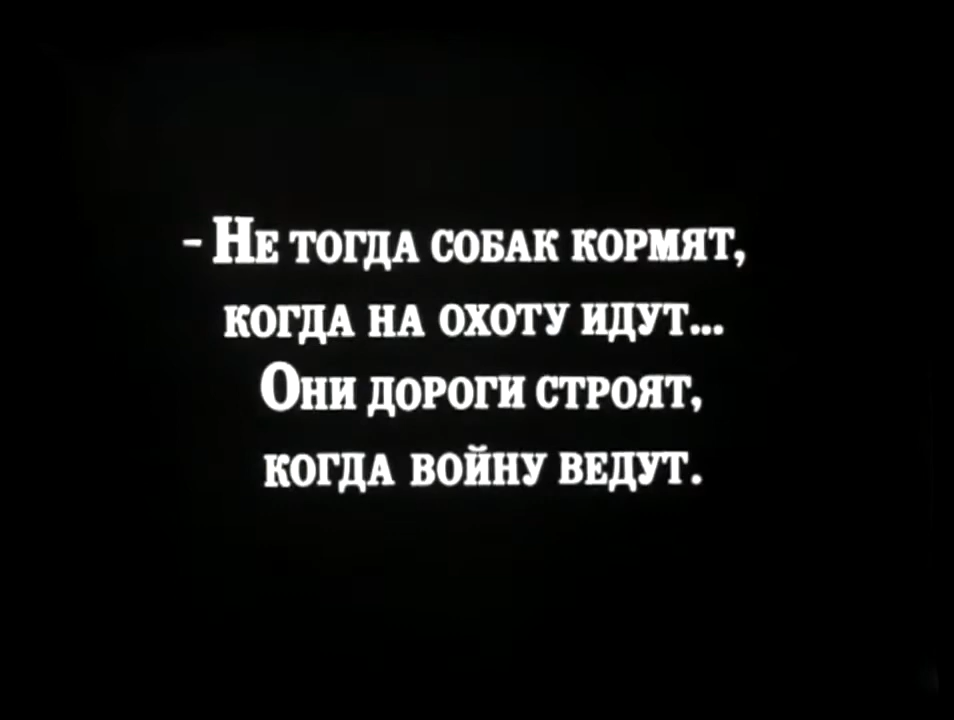 - Не тогда собак кормят,
когда на охоту идут...
Они дороги строят,
когда войну ведут.